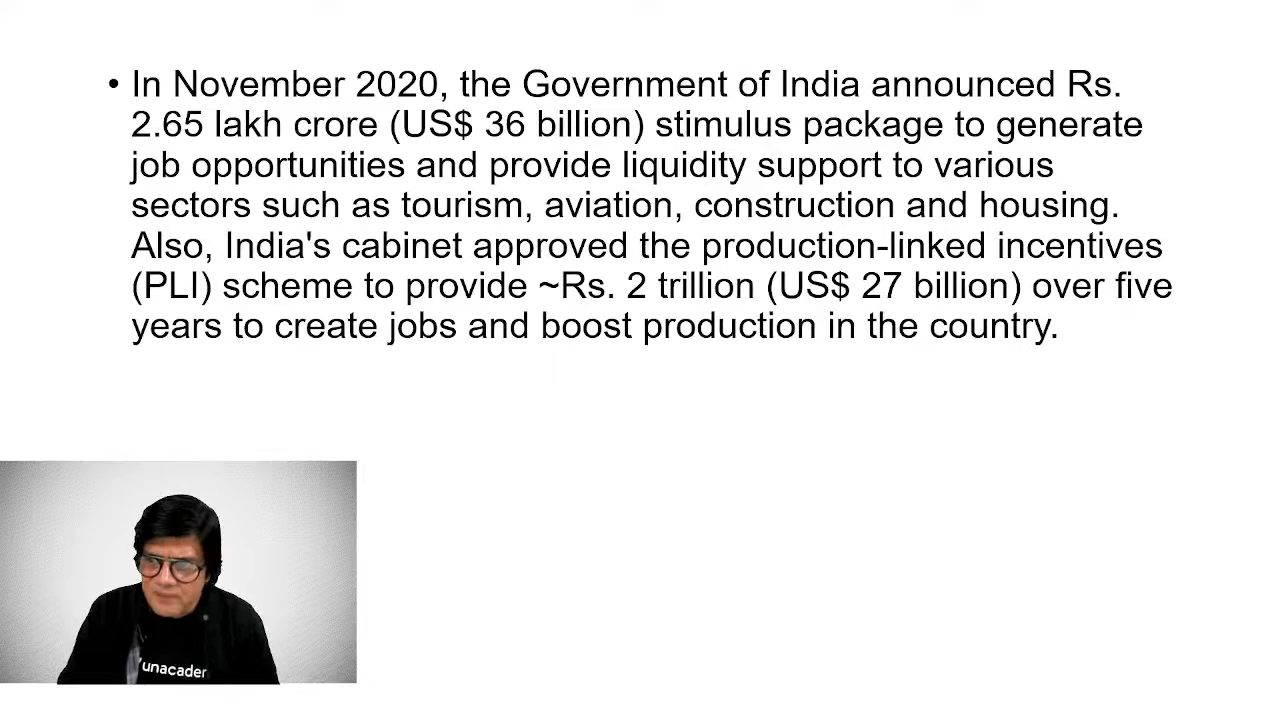 • In November 2020, the Government of India announced Rs.
2.65 lakh crore (US$ 36 billion) stimulus package to generate
job opportunities and provide liquidity support to various
sectors such as tourism, aviation, construction and housing.
Also, India's cabinet approved the production-linked incentives
(PLI) scheme to provide ~Rs. 2 trillion (US$ 27 billion) over five
years to create jobs and boost production in the country.
unacader